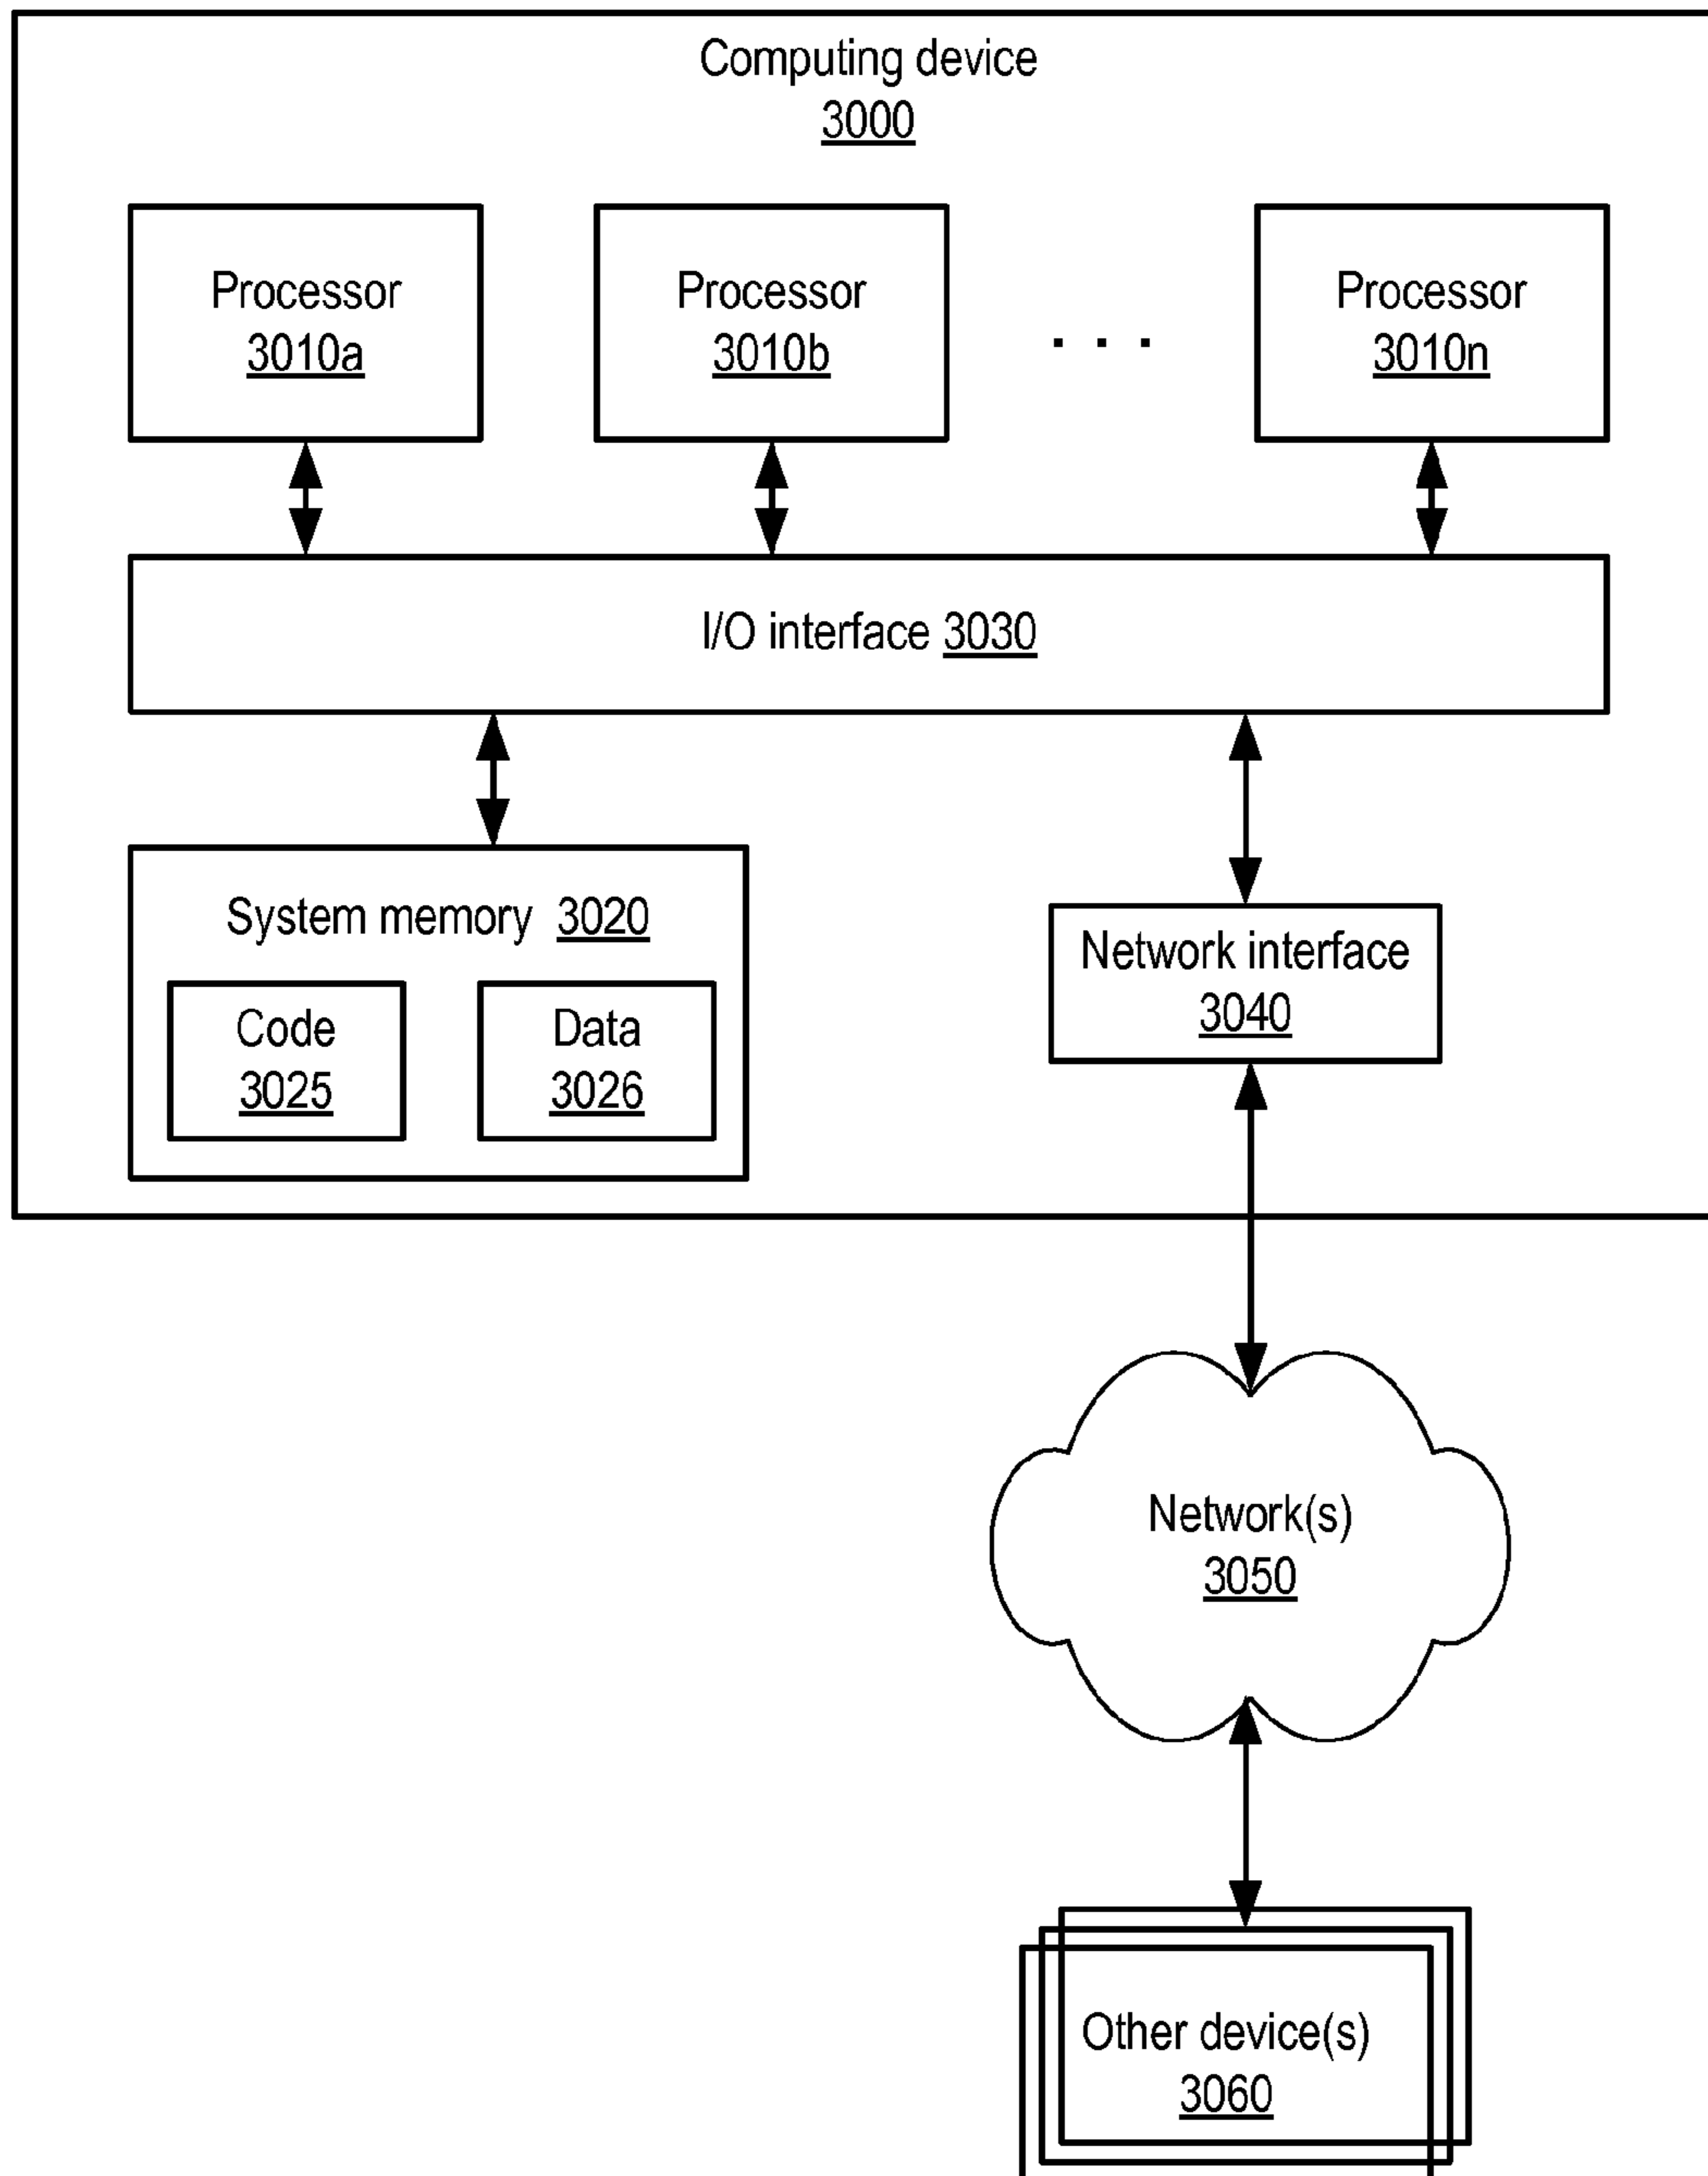 Computing device
3000
Processor
3010a
Processor
3010b
. . .
Processor
3010n
I/O interface 3030
System memory 3020
Code
3025
Data
3026
Network interface
3040
Network(s)
3050
Other device(s)
3060